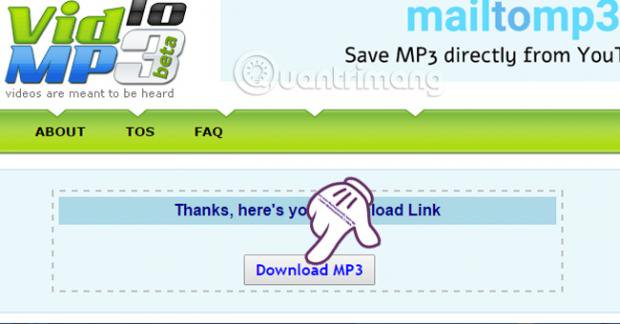 Vid to
MP3 beta
videos are meant to be heard
mailtomp3
Save MP3 directly from YouT
Quantrimang
ABOUT TOS FAQ
Thanks, here's yo load Link
Download MP3